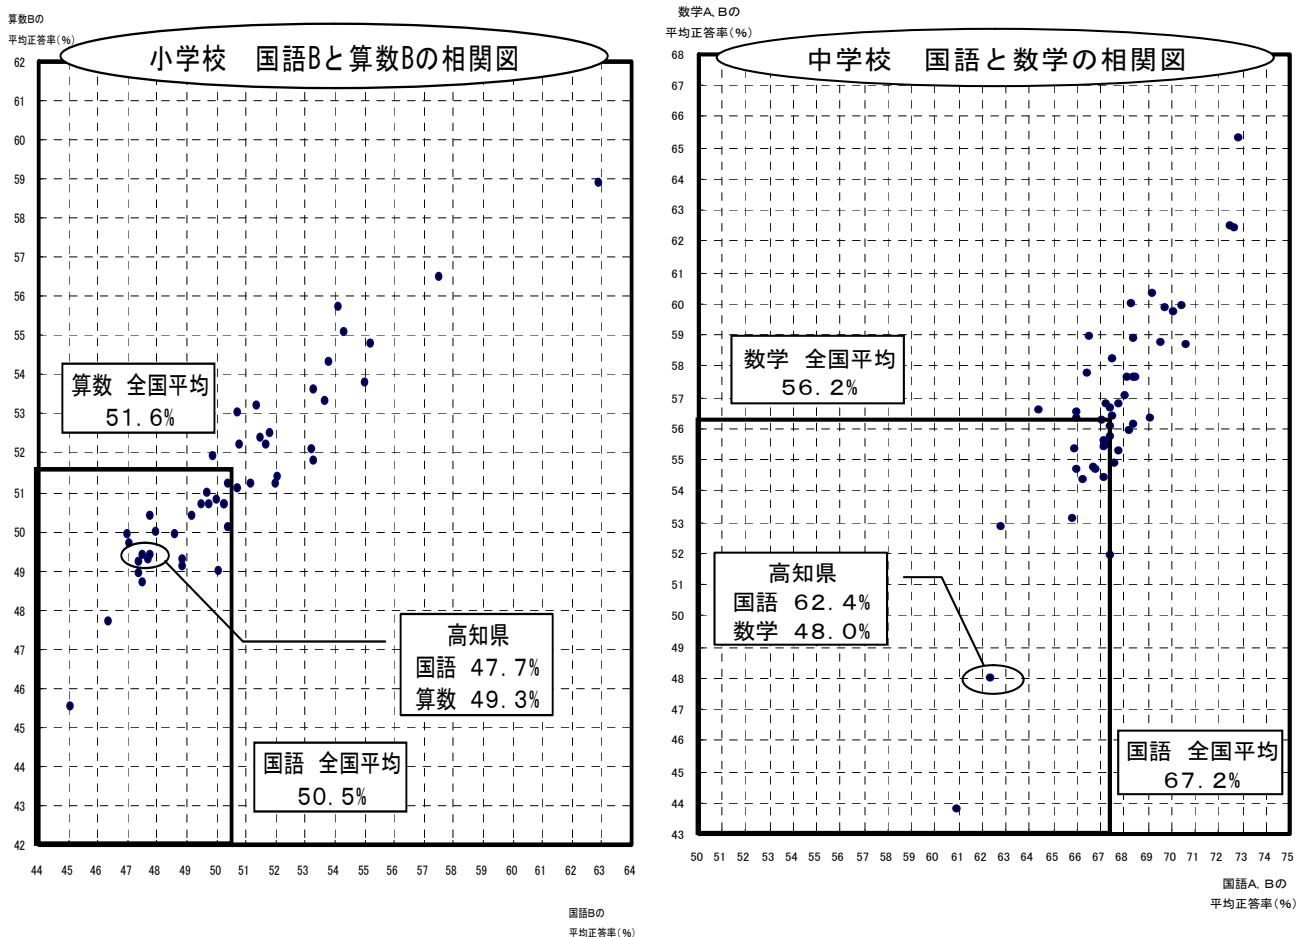 算数Bの
平均正答率(%)
小学校　国語Bと算数Bの相関図
62
61
60
59
58
57
56
55
54
53
52
51
50
49
48
47
46
45
44
43
42
算数　全国平均
51.6%
高知県
国語 47.7%
算数 49.3%
国語　全国平均
50.5%
44 45 46 47 48 49 50 51 52 53 54 55 56 57 58 59 60 61 62 63 64
国語Bの
平均正答率(%)
数学A, Bの
平均正答率(%)
中学校　国語と数学の相関図
68
67
66
65
64
63
62
61
60
59
58
57
56
55
54
53
52
51
50
49
48
47
46
45
44
43
数学　全国平均
56.2%
高知県
国語 62.4%
数学 48.0%
国語　全国平均
67.2%
50 51 52 53 54 55 56 57 58 59 60 61 62 63 64 65 66 67 68 69 70 71 72 73 74 75
国語A, Bの
平均正答率(%)